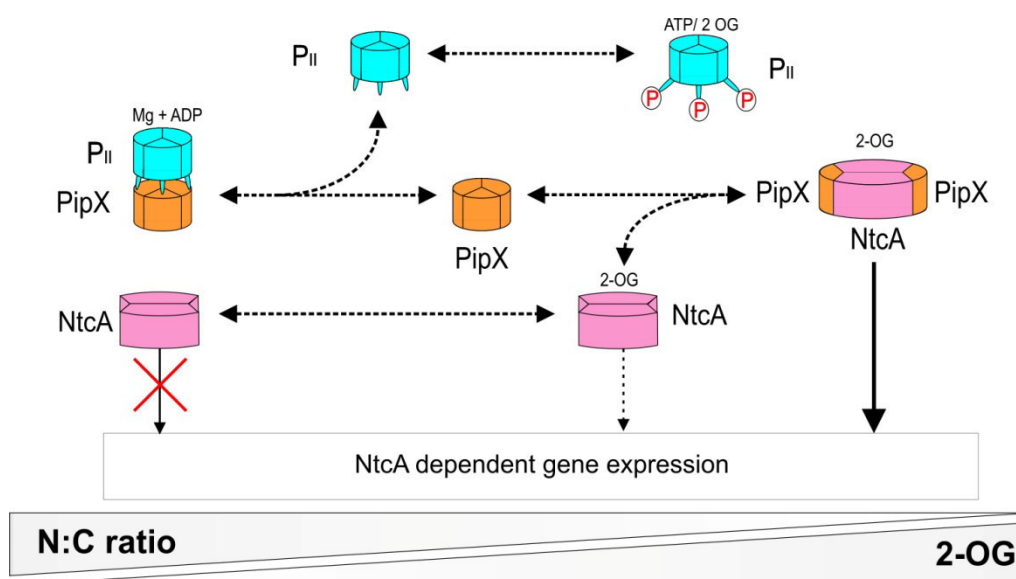 ATP/ 2 OG
PII
PII
P
P
P
Mg + ADP
PII
PipX
2-OG
PipX
PipX
NtcA
PipX
2-OG
NtcA
NtcA
NtcA dependent gene expression
N:C ratio
2-OG